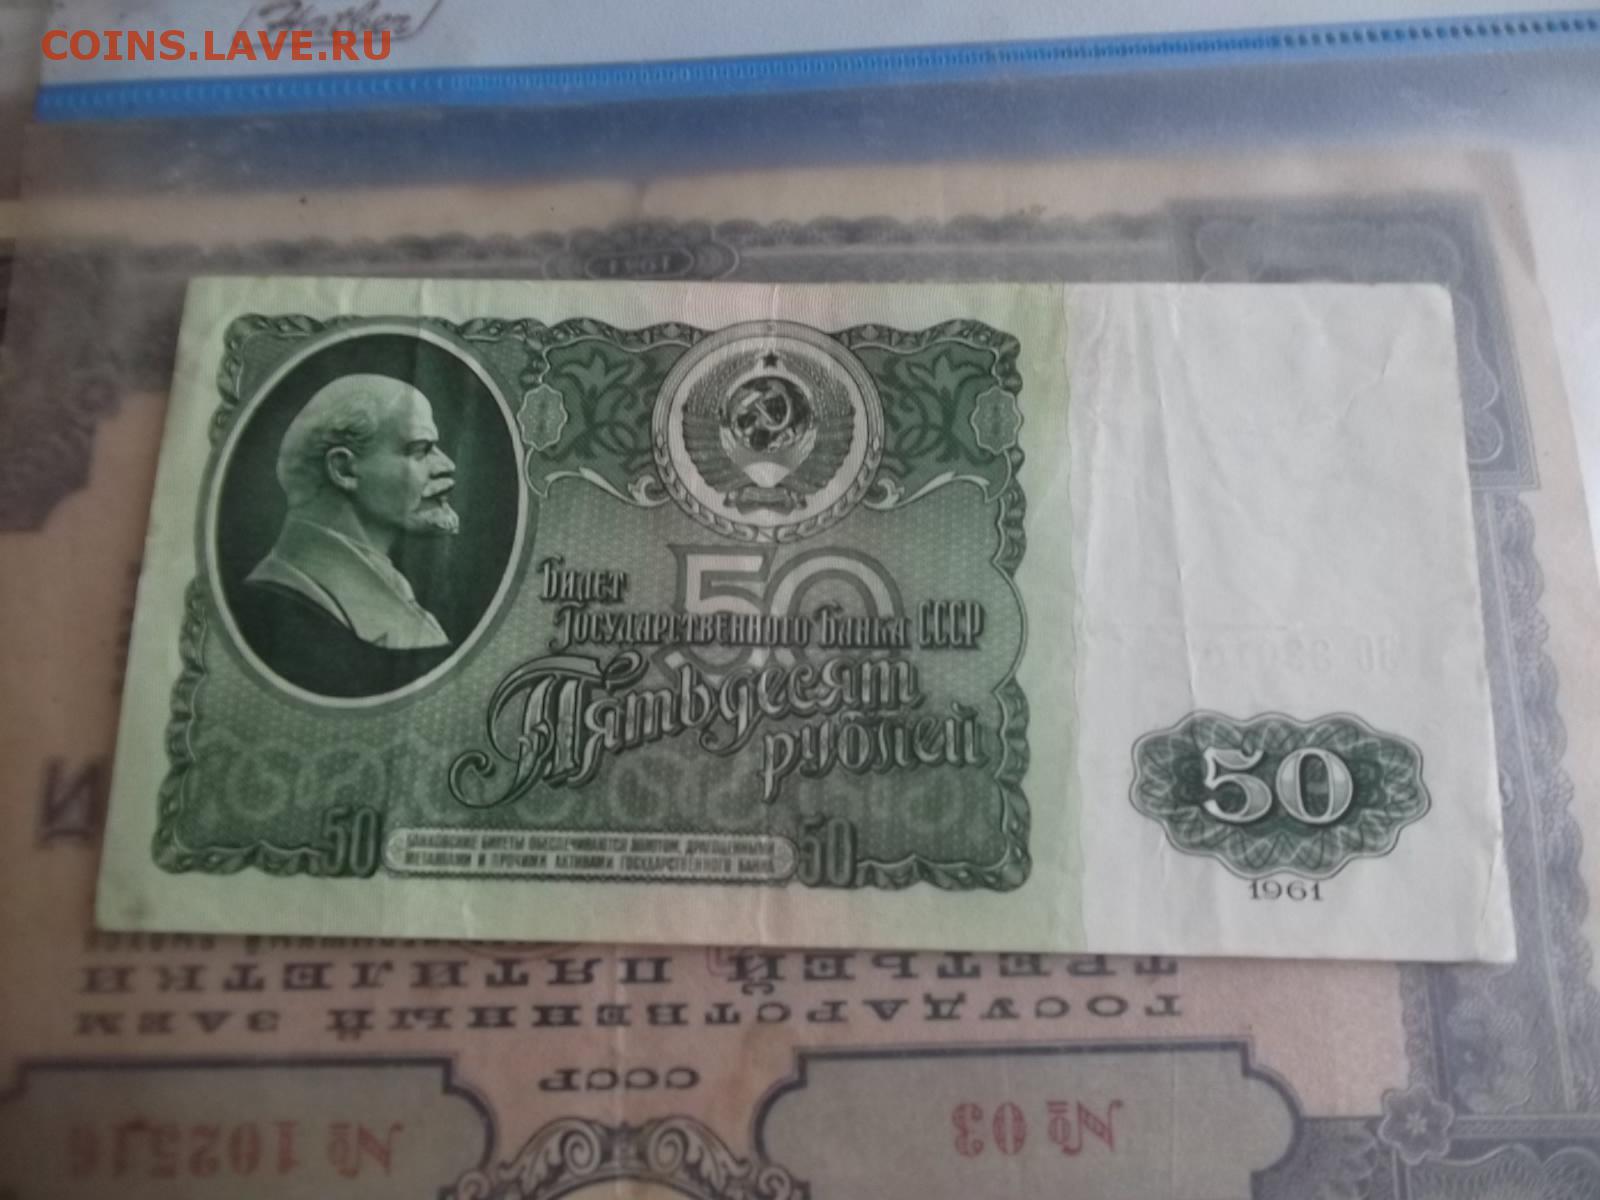 COINS.LAVE.RU
1941
Билет
Государственного Банка СССР
50
Пятьдесят
рублей
50
БАНКОВСКИЕ БИЛЕТЫ ОБЕСПЕЧИВАЮТСЯ ЗОЛОТОМ, ДРАГОЦЕННЫМИ
МЕТАЛЛАМИ И ПРОЧИМИ АКТИВАМИ ГОСУДАРСТВЕННОГО БАНКА
50
50
1961
ТРЕТЬЕЙ ПЯТИЛЕТКИ
ГОСУДАРСТВЕННЫЙ ЗАЕМ
СССР
№ 03